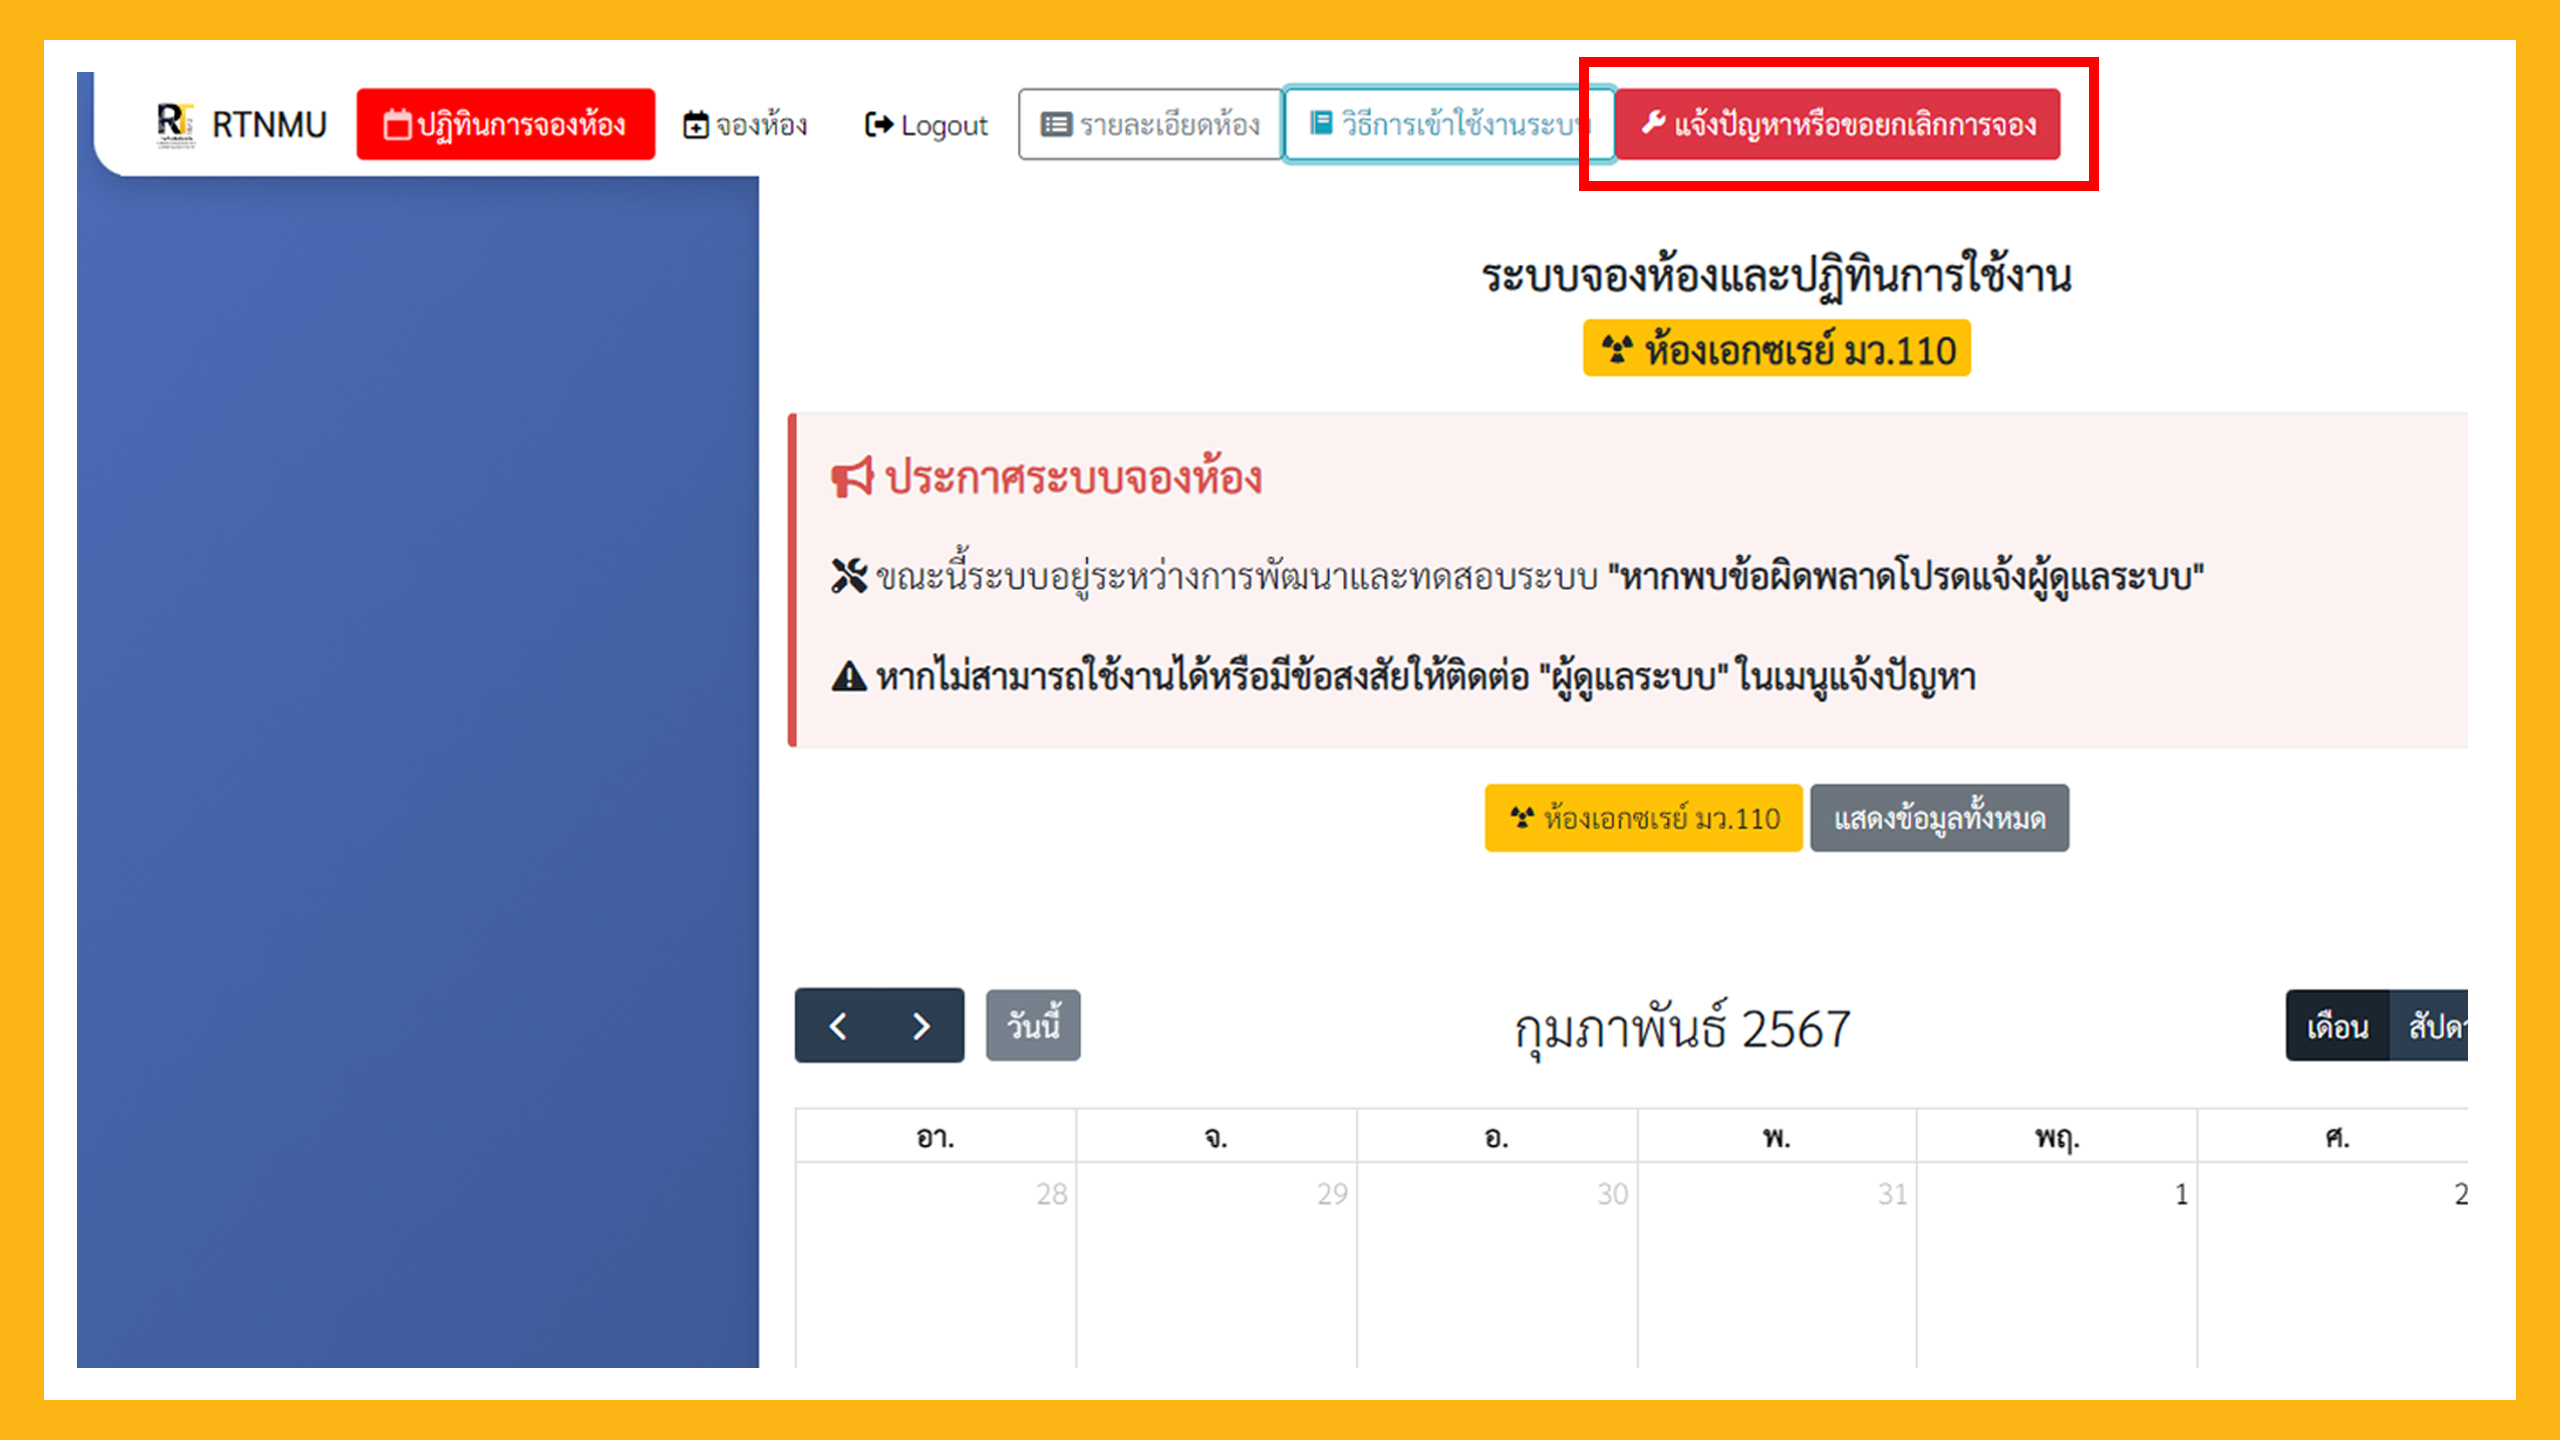 RTNMU ปฏิทินการจองห้อง จองห้อง Logout รายละเอียดห้อง วิธีการเข้าใช้งานระบบ แจ้งปัญหาหรือขอยกเลิกการจอง
ระบบจองห้องและปฏิทินการใช้งาน
ห้องเอกซเรย์ มว.110
ประกาศระบบจองห้อง
ขณะนี้ระบบอยู่ระหว่างการพัฒนาและทดสอบระบบ "หากพบข้อผิดพลาดโปรดแจ้งผู้ดูแลระบบ"
หากไม่สามารถใช้งานได้หรือมีข้อสงสัยให้ติดต่อ "ผู้ดูแลระบบ" ในเมนูแจ้งปัญหา
ห้องเอกซเรย์ มว.110 แสดงข้อมูลทั้งหมด
วันนี้ กุมภาพันธ์ 2567 เดือน
อา. จ. อ. พ. พฤ. ศ.
28 29 30 31 1 2